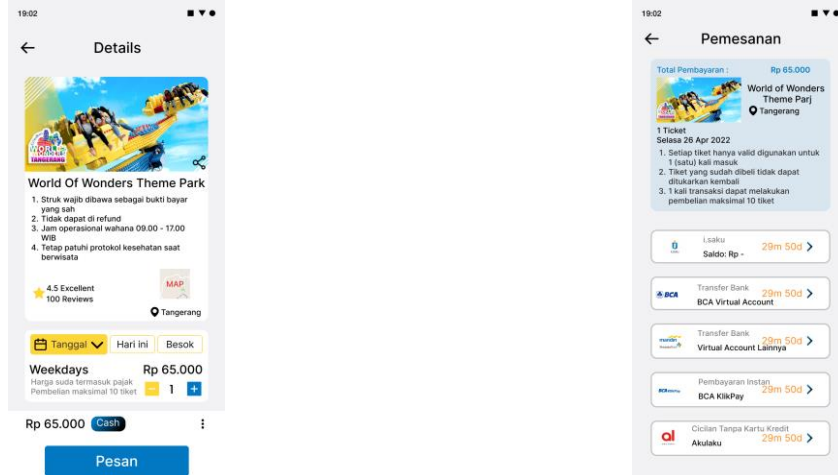 19:02
Details
WORLD
TANGERANG
World Of Wonders Theme Park
1. Struk wajib dibawa sebagai bukti bayar
yang sah
2. Tidak dapat di refund
3. Jam operasional wahana 09.00 - 17.00
WIB
4. Tetap patuhi protokol kesehatan saat
berwisata
4.5 Excellent
100 Reviews
MAP
Tangerang
Tanggal
Hari ini
Besok
Weekdays
Rp 65.000
Harga suda termasuk pajak
Pembelian maksimal 10 tiket
1
Rp 65.000
Cash
Pesan
19:02
Pemesanan
Total Pembayaran :
Rp 65.000
World of Wonders
Theme Parj
Tangerang
1 Ticket
Selasa 26 Apr 2022
1. Setiap tiket hanya valid digunakan untuk
1 (satu) kali masuk
2. Tiket yang sudah dibeli tidak dapat
ditukarkan kembali
3. 1 kali transaksi dapat melakukan
pembelian maksimal 10 tiket
i.saku
Saldo: Rp -
29m 50d
BCA
Transfer Bank
BCA Virtual Account
29m 50d
mandiri
Transfer Bank
Virtual Account Lainnya
29m 50d
Pembayaran Instan
BCA KlikPay
29m 50d
al
Cicilan Tanpa Kartu Kredit
Akulaku
29m 50d